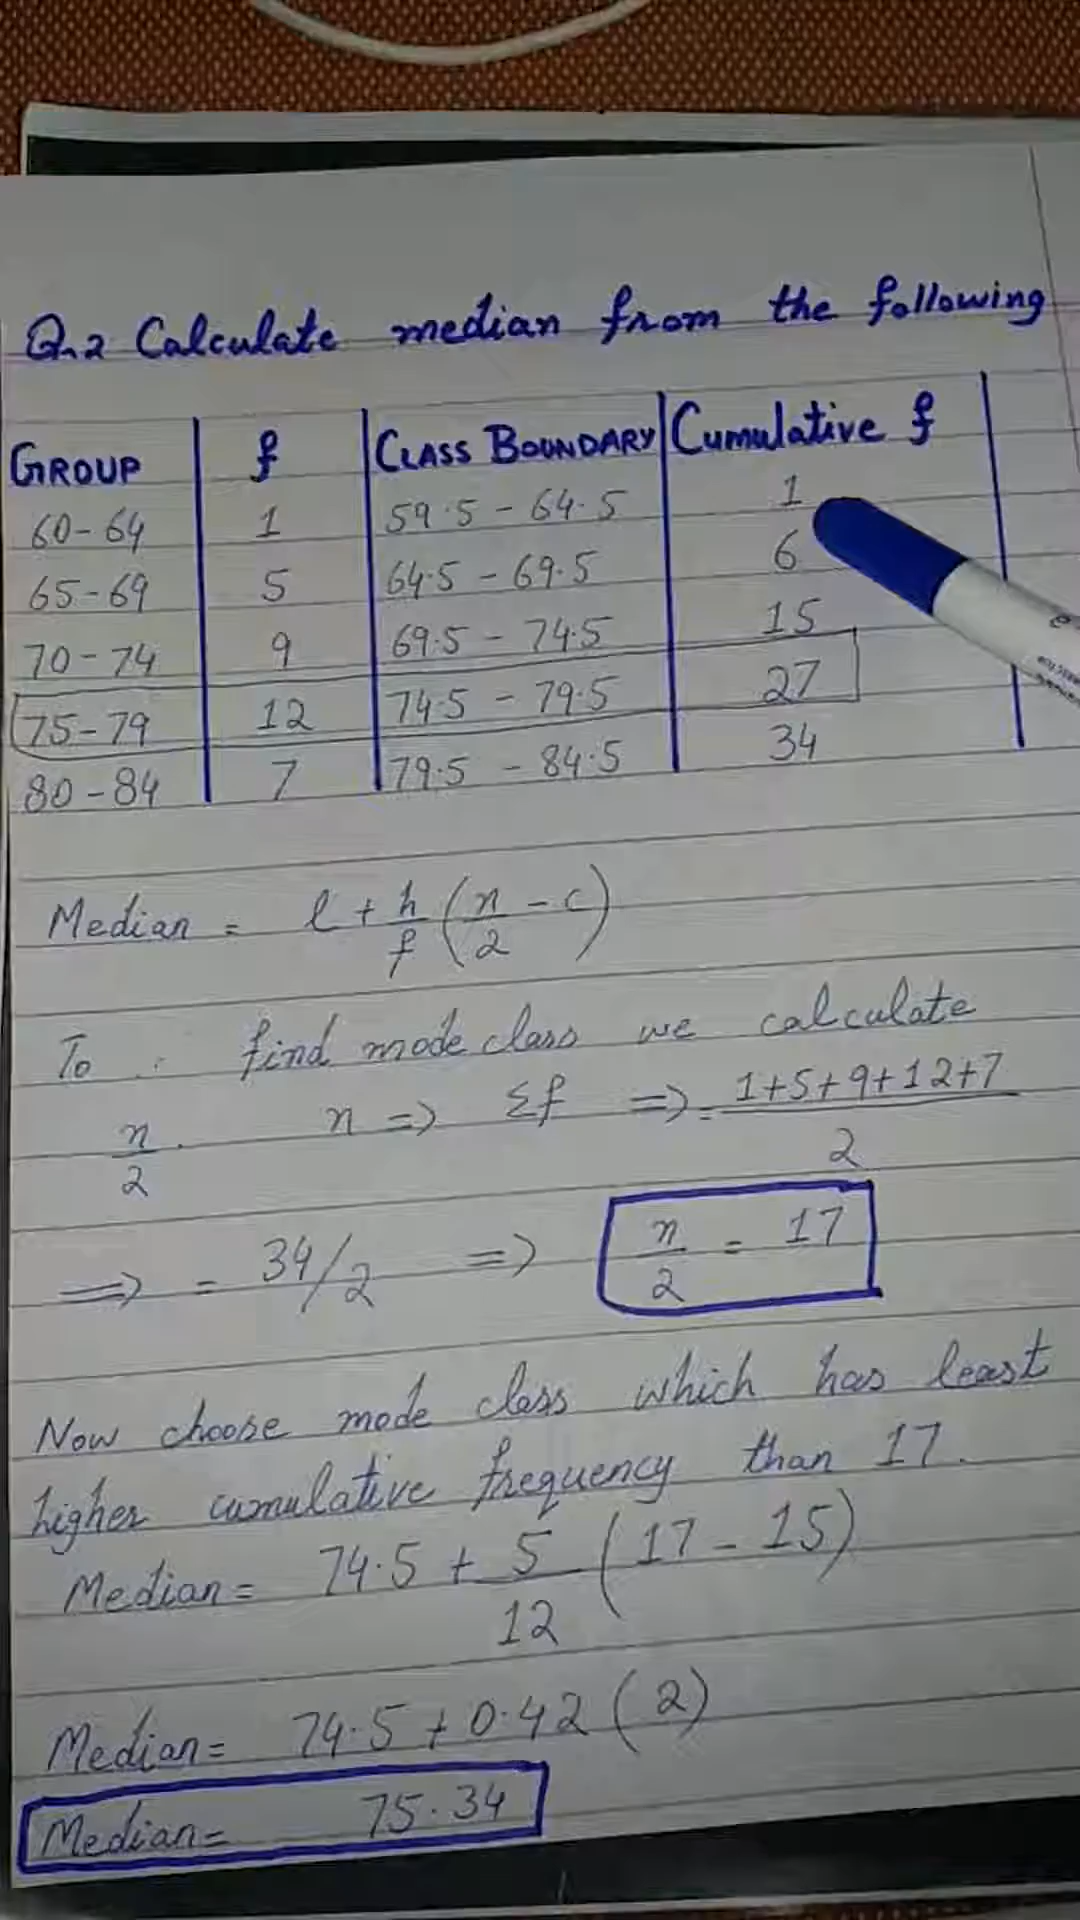 Q.2 Calculate median from the following
GROUP f CLASS BOUNDARY Cumulative f
60-64 1 59.5 - 64.5 1
65-69 5 64.5 - 69.5 6
70-74 9 69.5 - 74.5 15
75-79 12 74.5 - 79.5 27
80-84 7 79.5 - 84.5 34
Median = l + h/f (n/2 - c)
To find mode class we calculate
n/2 n => Σf => = 1+5+9+12+7 / 2
=> = 34/2 => n/2 = 17
Now choose mode class which has least
higher cumulative frequency than 17.
Median = 74.5 + 5/12 (17 - 15)
Median = 74.5 + 0.42 (2)
Median = 75.34